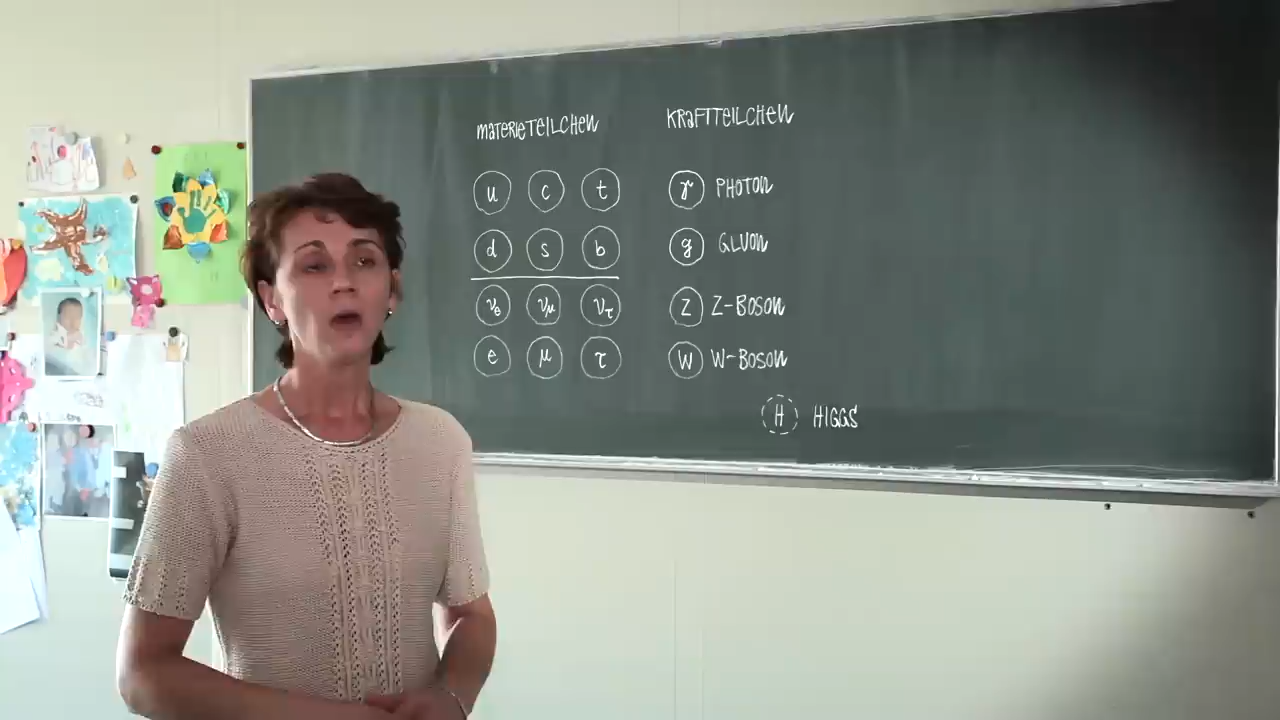 MATERIETEILCHEN
KRAFTTEILCHEN
u c t
γ PHOTON
d s b
g GLUON
νe νμ ντ
Z Z-BOSON
e μ τ
W W-BOSON
H HIGGS